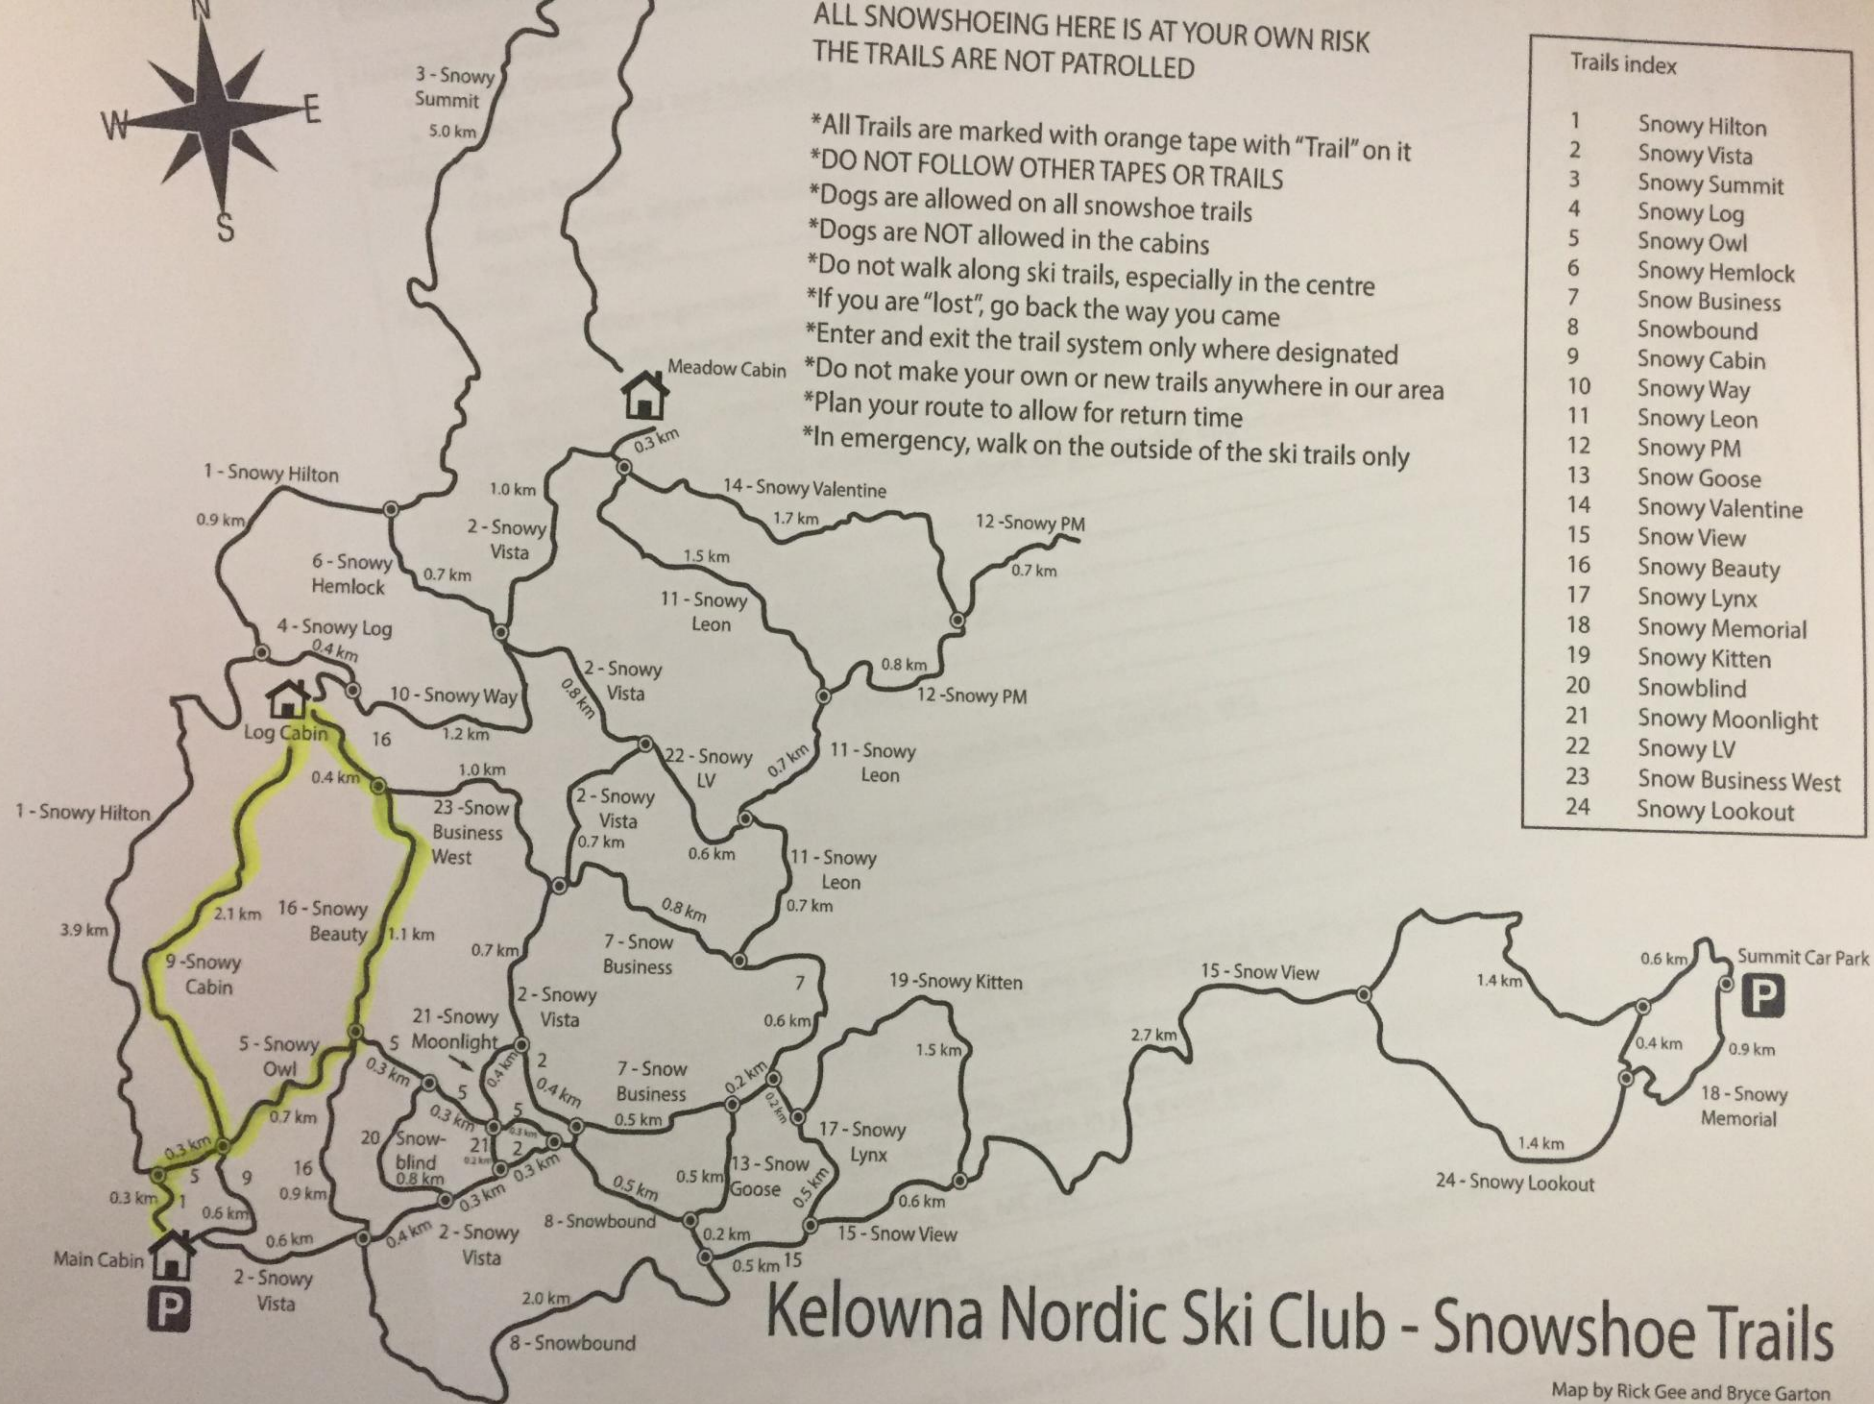 N
W
E
S
ALL SNOWSHOEING HERE IS AT YOUR OWN RISK
THE TRAILS ARE NOT PATROLLED
*All Trails are marked with orange tape with "Trail" on it
*DO NOT FOLLOW OTHER TAPES OR TRAILS
*Dogs are allowed on all snowshoe trails
*Dogs are NOT allowed in the cabins
*Do not walk along ski trails, especially in the centre
*If you are "lost", go back the way you came
*Enter and exit the trail system only where designated
*Do not make your own or new trails anywhere in our area
*Plan your route to allow for return time
*In emergency, walk on the outside of the ski trails only
Trails index
1 Snowy Hilton
2 Snowy Vista
3 Snowy Summit
4 Snowy Log
5 Snowy Owl
6 Snowy Hemlock
7 Snow Business
8 Snowbound
9 Snowy Cabin
10 Snowy Way
11 Snowy Leon
12 Snowy PM
13 Snow Goose
14 Snowy Valentine
15 Snow View
16 Snowy Beauty
17 Snowy Lynx
18 Snowy Memorial
19 Snowy Kitten
20 Snowblind
21 Snowy Moonlight
22 Snowy LV
23 Snow Business West
24 Snowy Lookout
3 - Snowy
Summit
5.0 km
Meadow Cabin
0.3 km
1 - Snowy Hilton
0.9 km
1.0 km
2 - Snowy
Vista
14 - Snowy Valentine
1.7 km
12 -Snowy PM
0.7 km
6 - Snowy
Hemlock
0.7 km
1.5 km
11 - Snowy
Leon
4 - Snowy Log
0.4 km
2 - Snowy
Vista
0.8 km
0.8 km
12 -Snowy PM
10 - Snowy Way
1.2 km
Log Cabin
16
0.4 km
1.0 km
23 -Snow
Business
West
22 - Snowy
LV
0.7 km
11 - Snowy
Leon
1 - Snowy Hilton
2 - Snowy
Vista
0.7 km
0.6 km
11 - Snowy
Leon
0.7 km
3.9 km
2.1 km
16 - Snowy
Beauty
1.1 km
0.8 km
7 - Snow
Business
0.7 km
9 -Snowy
Cabin
2 - Snowy
Vista
7
0.6 km
19 -Snowy Kitten
1.5 km
15 - Snow View
2.7 km
1.4 km
0.6 km
Summit Car Park
P
0.4 km
0.9 km
18 - Snowy
Memorial
1.4 km
24 - Snowy Lookout
5 - Snowy
Owl
0.7 km
5
0.3 km
21 -Snowy
Moonlight
0.4 km
2
0.4 km
7 - Snow
Business
0.5 km
0.2 km
0.2 km
17 - Snowy
Lynx
0.5 km
5
0.3 km
5
0.3 km
20 Snow-
blind
0.8 km
21
0.2 km
2
0.3 km
13 - Snow
Goose
0.5 km
0.3 km
5
9
16
0.9 km
0.3 km
1
0.6 km
0.6 km
0.4 km
0.3 km
2 - Snowy
Vista
0.5 km
8 - Snowbound
0.2 km
0.5 km 15
15 - Snow View
0.6 km
Main Cabin
P
2 - Snowy
Vista
2.0 km
8 - Snowbound
Kelowna Nordic Ski Club - Snowshoe Trails
Map by Rick Gee and Bryce Garton